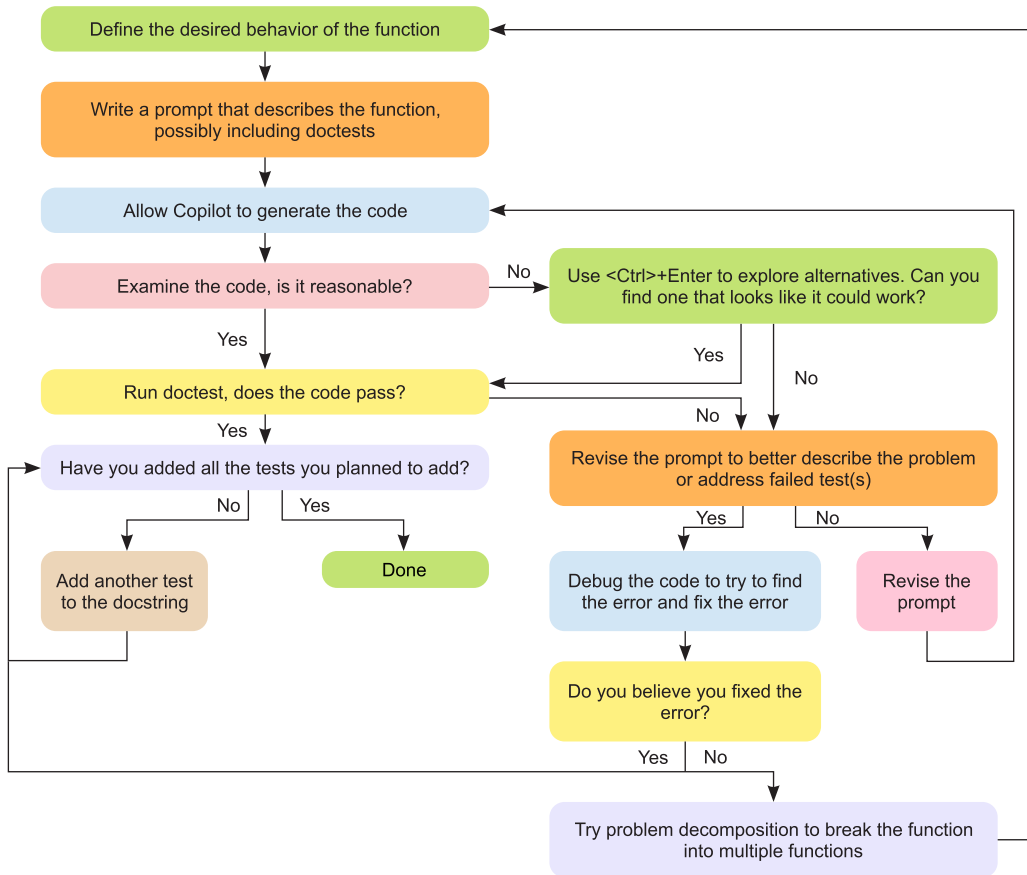 Define the desired behavior of the function
Write a prompt that describes the function,
possibly including doctests
Allow Copilot to generate the code
Examine the code, is it reasonable?
No
Use <Ctrl>+Enter to explore alternatives. Can you
find one that looks like it could work?
Yes
Yes
No
Run doctest, does the code pass?
No
Yes
Have you added all the tests you planned to add?
Revise the prompt to better describe the problem
or address failed test(s)
No
Yes
Yes
No
Add another test
to the docstring
Done
Debug the code to try to find
the error and fix the error
Revise the
prompt
Do you believe you fixed the
error?
Yes
No
Try problem decomposition to break the function
into multiple functions